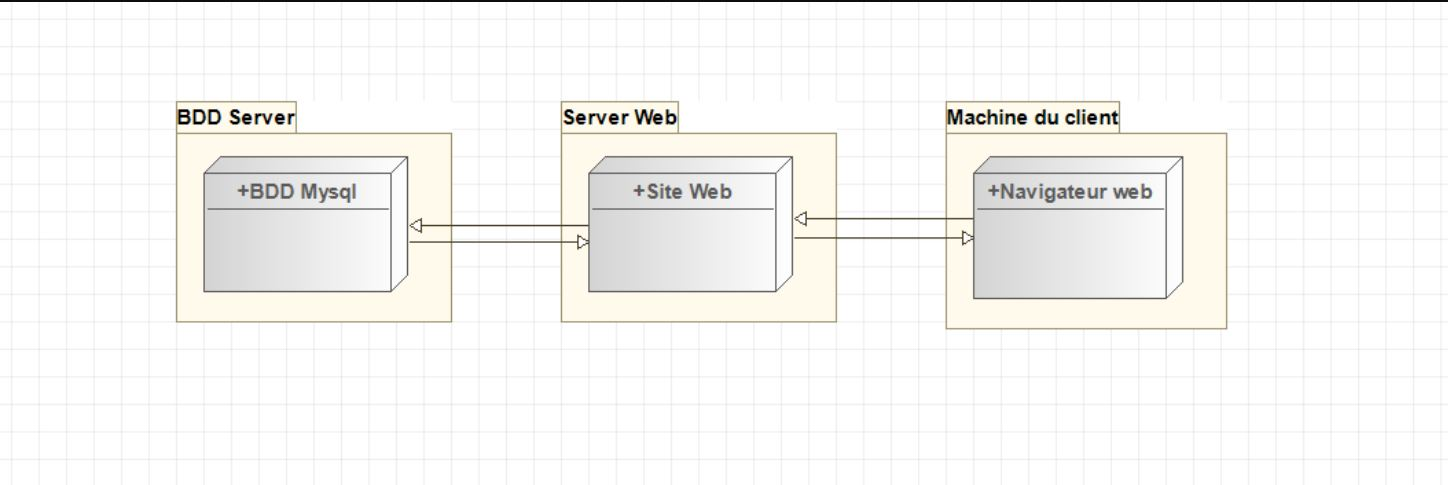 BDD Server
+BDD Mysql
Server Web
+Site Web
Machine du client
+Navigateur web